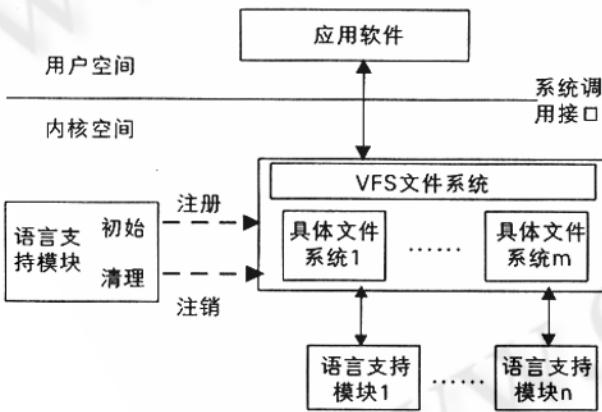 应用软件
用户空间
系统调
用接口
内核空间
VFS文件系统
注册
语言支
持模块
初始
清理
注销
具体文件
系统1
……
具体文件
系统m
语言支持
模块1
……
语言支持
模块n